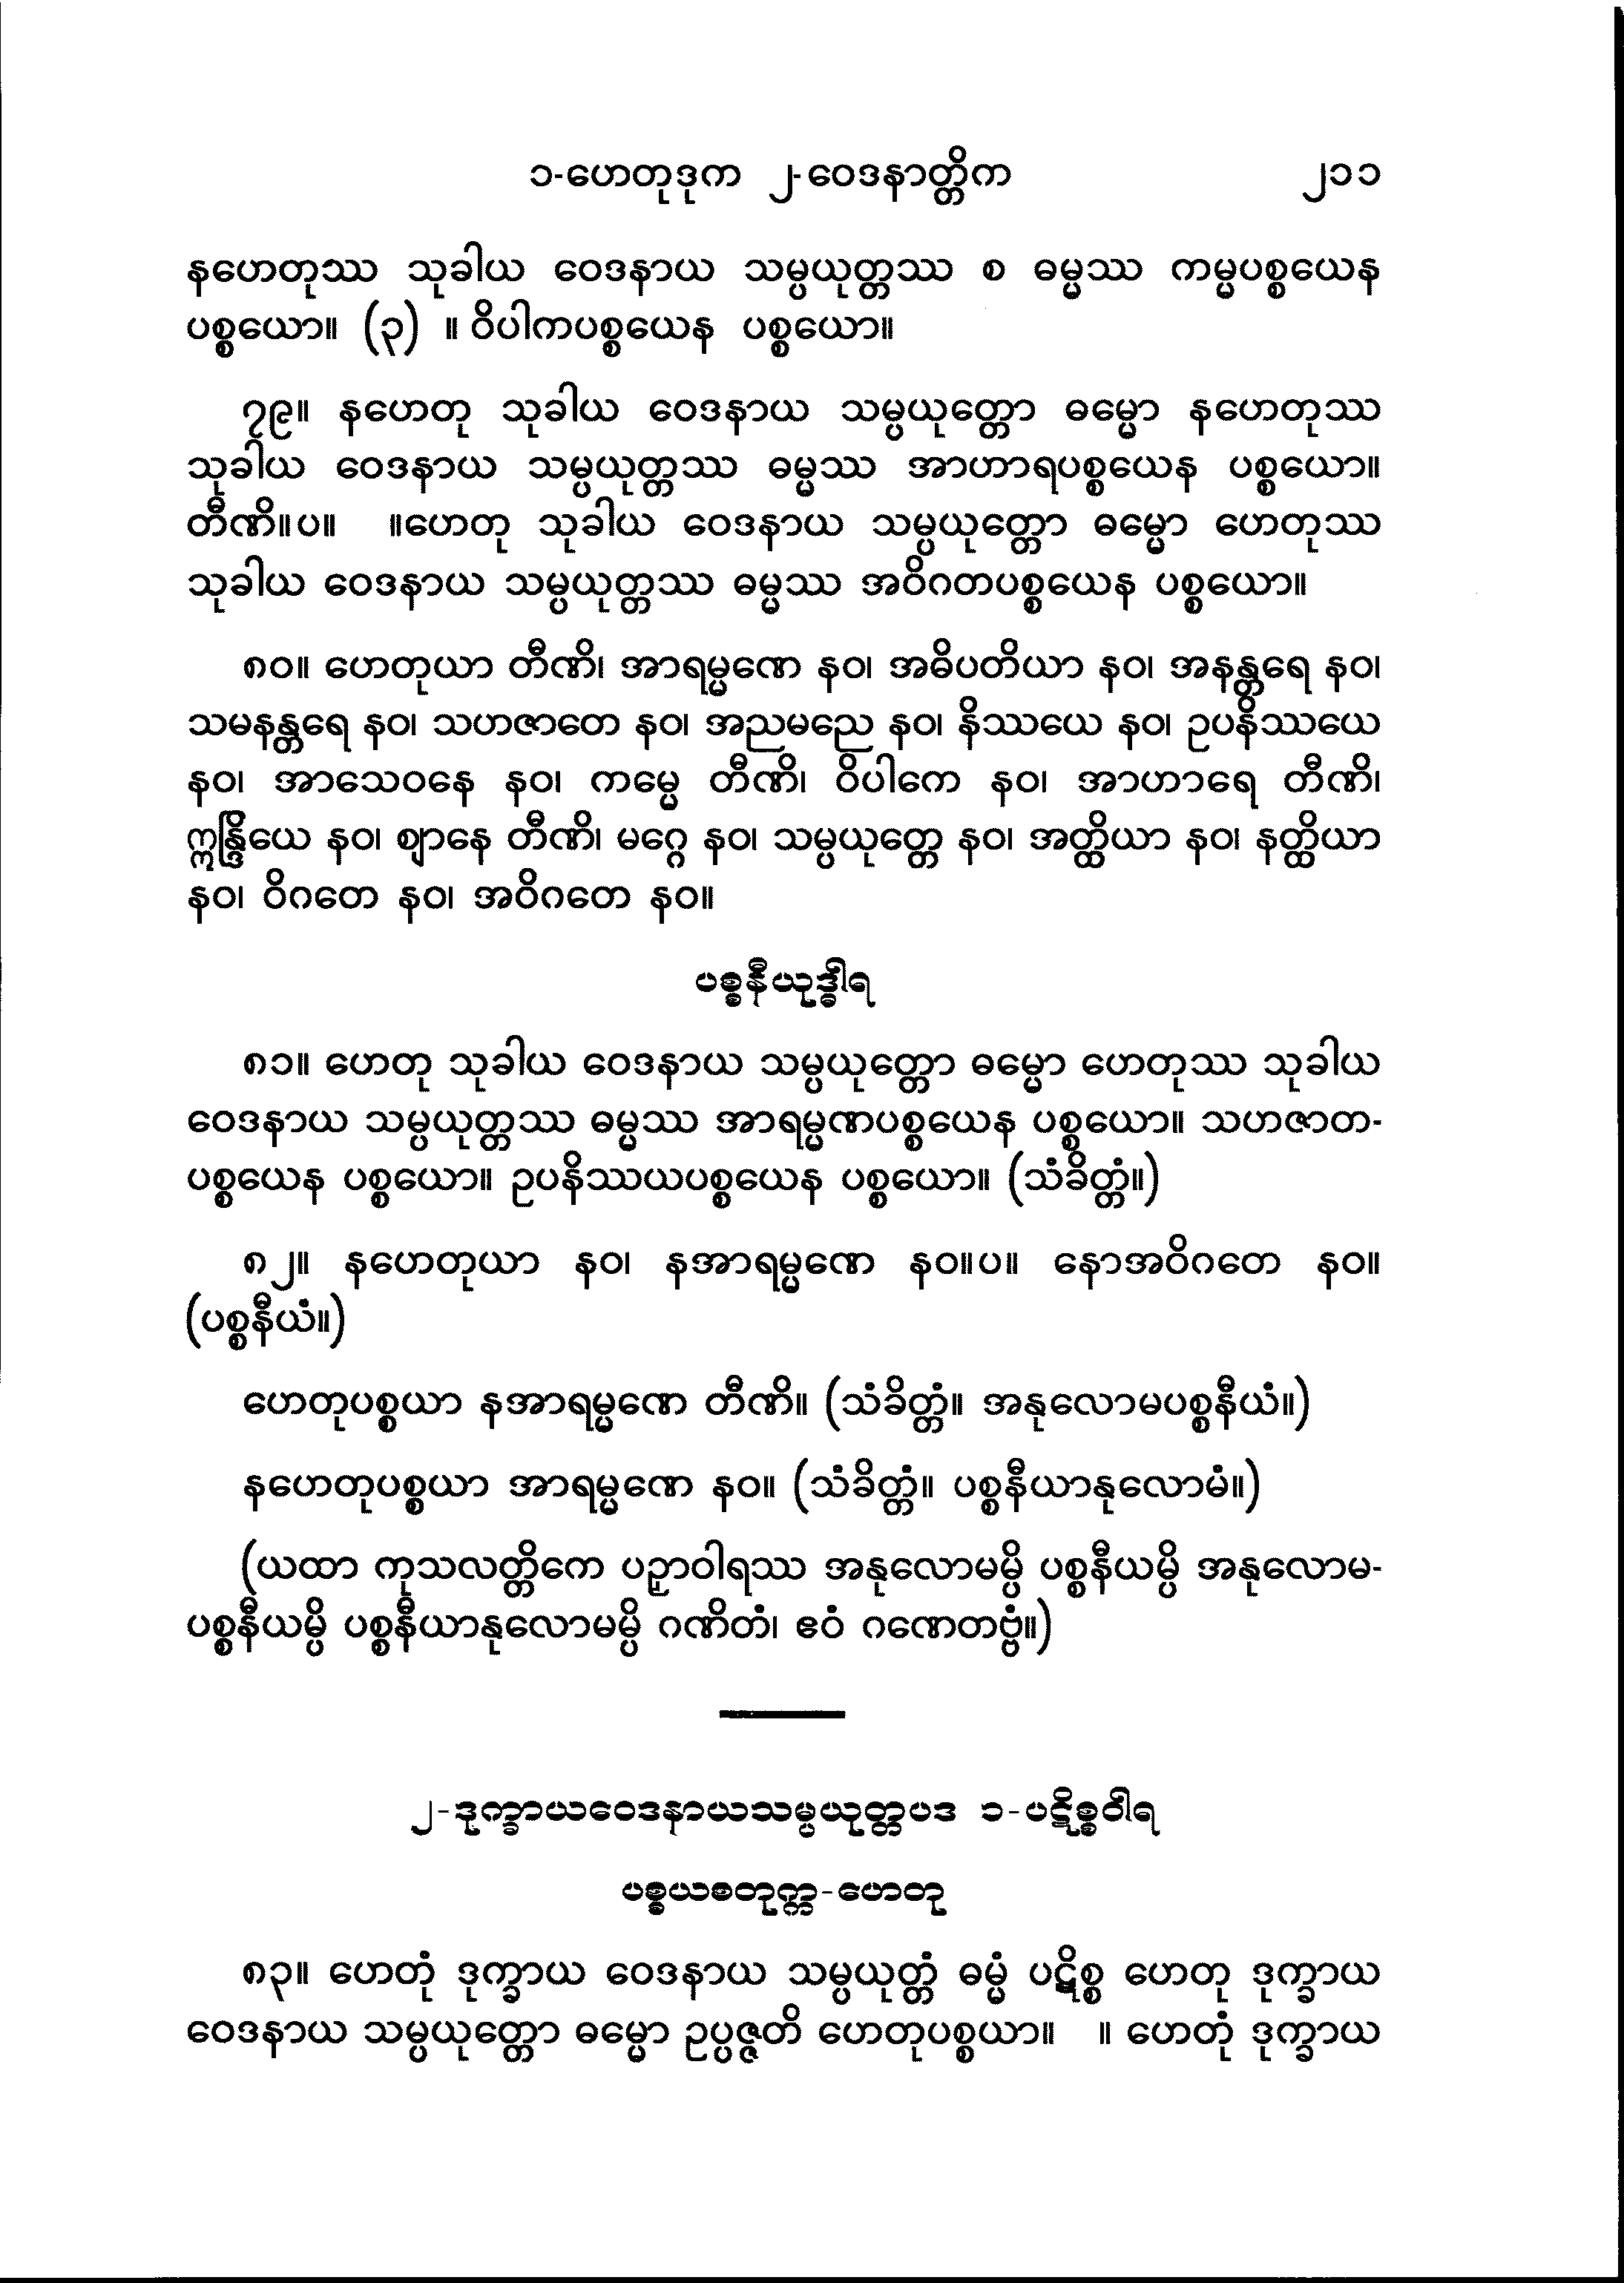 ၁-ဟေတုဒုက ၂-ဝေဒနာတ္တိက ၂၁၁
နဟေတုဿ သုခါယ ဝေဒနာယ သမ္ပယုတ္တဿ စ ဓမ္မဿ ကမ္မပစ္စယေန
ပစ္စယော။ (၃) ။ ဝိပါကပစ္စယေန ပစ္စယော။
၇၉။ နဟေတု သုခါယ ဝေဒနာယ သမ္ပယုတ္တော ဓမ္မော နဟေတုဿ
သုခါယ ဝေဒနာယ သမ္ပယုတ္တဿ ဓမ္မဿ အာဟာရပစ္စယေန ပစ္စယော။
တီဏိ။ပ။ ။ဟေတု သုခါယ ဝေဒနာယ သမ္ပယုတ္တော ဓမ္မော ဟေတုဿ
သုခါယ ဝေဒနာယ သမ္ပယုတ္တဿ ဓမ္မဿ အဝိဂတပစ္စယေန ပစ္စယော။
၈၀။ ဟေတုယာ တီဏိ၊ အာရမ္မဏေ နဝ၊ အဓိပတိယာ နဝ၊ အနန္တရေ နဝ၊
သမနန္တရေ နဝ၊ သဟဇာတေ နဝ၊ အညမညေ နဝ၊ နိဿယေ နဝ၊ ဥပနိဿယေ
နဝ၊ အာသေဝနေ နဝ၊ ကမ္မေ တီဏိ၊ ဝိပါကေ နဝ၊ အာဟာရေ တီဏိ၊
ဣန္ဒြိယေ နဝ၊ ဈာနေ တီဏိ၊ မဂ္ဂေ နဝ၊ သမ္ပယုတ္တေ နဝ၊ အတ္ထိယာ နဝ၊ နတ္ထိယာ
နဝ၊ ဝိဂတေ နဝ၊ အဝိဂတေ နဝ။
ပစ္စနီယုဒ္ဓါရ
၈၁။ ဟေတု သုခါယ ဝေဒနာယ သမ္ပယုတ္တော ဓမ္မော ဟေတုဿ သုခါယ
ဝေဒနာယ သမ္ပယုတ္တဿ ဓမ္မဿ အာရမ္မဏပစ္စယေန ပစ္စယော။ သဟဇာတ-
ပစ္စယေန ပစ္စယော။ ဥပနိဿယပစ္စယေန ပစ္စယော။ (သံခိတ္တံ။)
၈၂။ နဟေတုယာ နဝ၊ နအာရမ္မဏေ နဝ။ပ။ နောအဝိဂတေ နဝ။
(ပစ္စနီယံ။)
ဟေတုပစ္စယာ နအာရမ္မဏေ တီဏိ။ (သံခိတ္တံ။ အနုလောမပစ္စနီယံ။)
နဟေတုပစ္စယာ အာရမ္မဏေ နဝ။ (သံခိတ္တံ။ ပစ္စနီယာနုလောမံ။)
(ယထာ ကုသလတ္တိကေ ပဉှာဝါရဿ အနုလောမမ္ပိ ပစ္စနီယမ္ပိ အနုလောမ-
ပစ္စနီယမ္ပိ ပစ္စနီယာနုလောမမ္ပိ ဂဏိတံ၊ ဧဝံ ဂဏေတဗ္ဗံ။)
၂-ဒုက္ခာယဝေဒနာယသမ္ပယုတ္တပဒ ၁-ပဋိစ္စဝါရ
ပစ္စယစတုက္က-ဟေတု
၈၃။ ဟေတုံ ဒုက္ခာယ ဝေဒနာယ သမ္ပယုတ္တံ ဓမ္မံ ပဋိစ္စ ဟေတု ဒုက္ခာယ
ဝေဒနာယ သမ္ပယုတ္တော ဓမ္မော ဥပ္ပဇ္ဇတိ ဟေတုပစ္စယာ။ ။ ဟေတုံ ဒုက္ခာယ